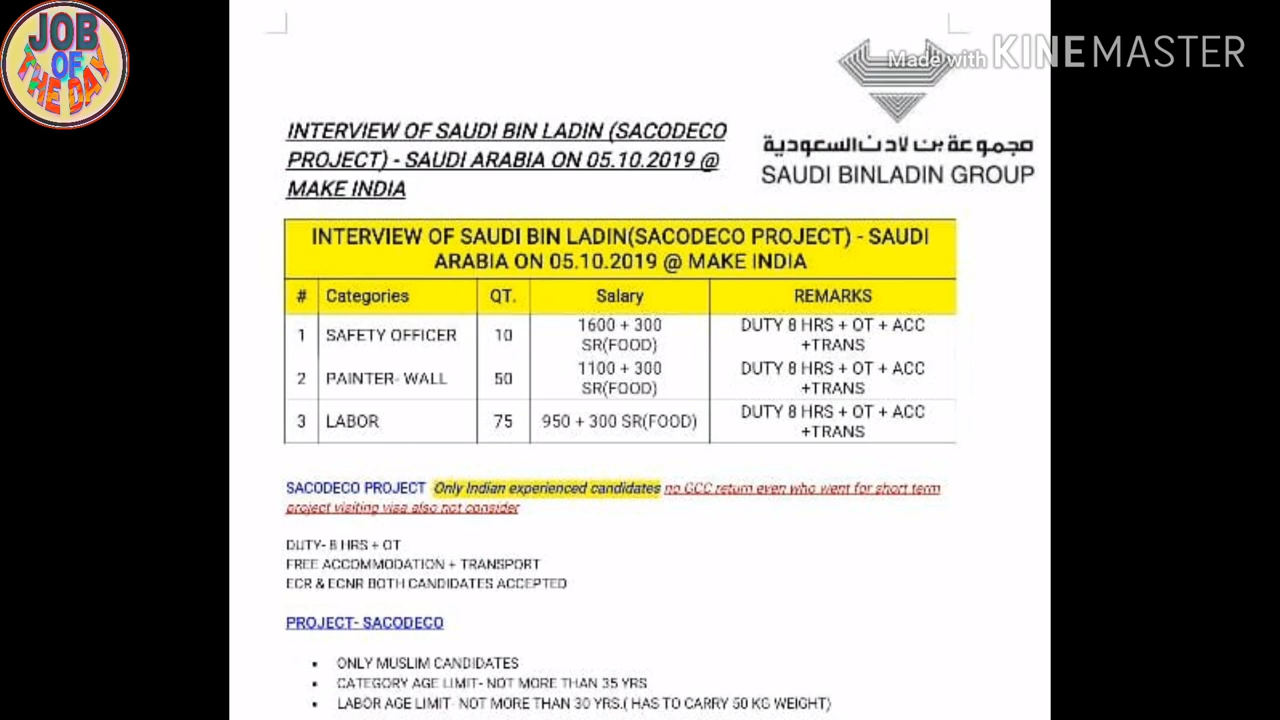 JOB
OF
THE DAY
Made with KINEMASTER
مجموعة بن لادن السعودية
SAUDI BINLADIN GROUP
INTERVIEW OF SAUDI BIN LADIN (SACODECO
PROJECT) - SAUDI ARABIA ON 05.10.2019 @
MAKE INDIA
INTERVIEW OF SAUDI BIN LADIN(SACODECO PROJECT) - SAUDI
ARABIA ON 05.10.2019 @ MAKE INDIA
# Categories QT. Salary REMARKS
1 SAFETY OFFICER 10 1600 + 300 SR(FOOD) DUTY 8 HRS + OT + ACC +TRANS
2 PAINTER- WALL 50 1100 + 300 SR(FOOD) DUTY 8 HRS + OT + ACC +TRANS
3 LABOR 75 950 + 300 SR(FOOD) DUTY 8 HRS + OT + ACC +TRANS
SACODECO PROJECT Only Indian experienced candidates no GCC return even who went for short term
project visiting visa also not consider
DUTY- 8 HRS + OT
FREE ACCOMMODATION + TRANSPORT
ECR & ECNR BOTH CANDIDATES ACCEPTED
PROJECT- SACODECO
• ONLY MUSLIM CANDIDATES
• CATEGORY AGE LIMIT- NOT MORE THAN 35 YRS
• LABOR AGE LIMIT- NOT MORE THAN 30 YRS.( HAS TO CARRY 50 KG WEIGHT)